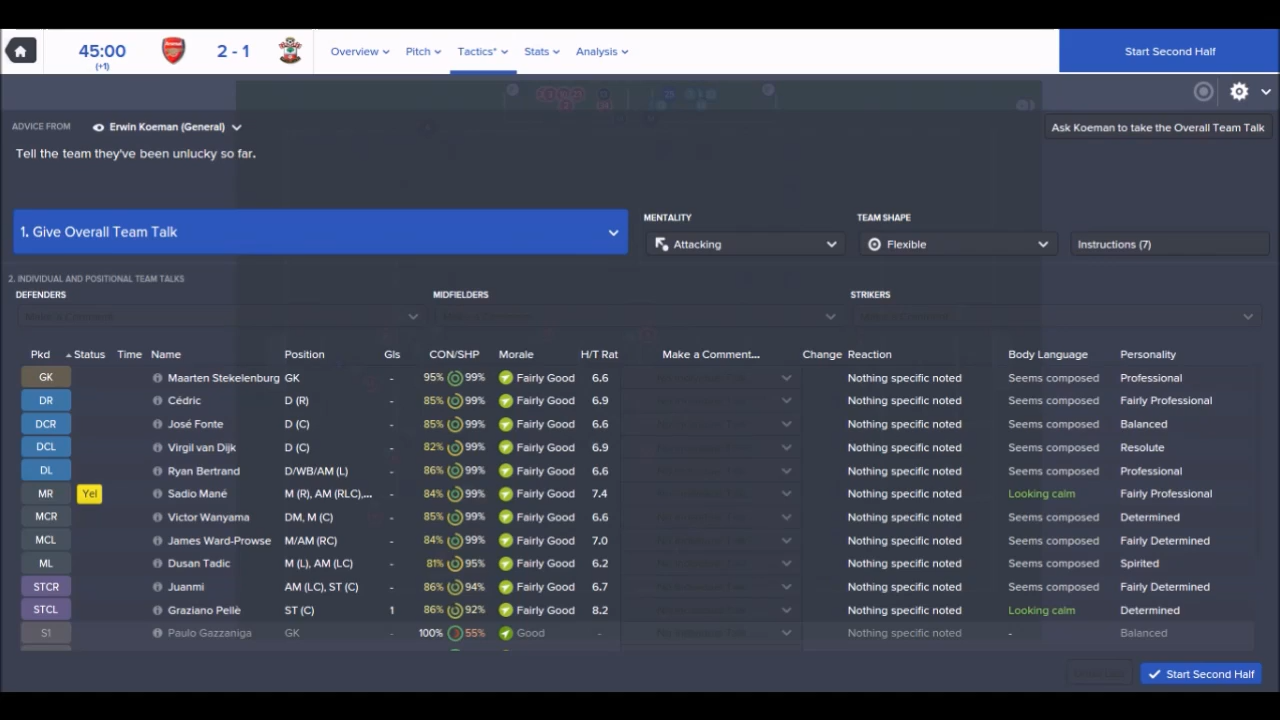 45:00
(+1)
2 - 1
Overview
Pitch
Tactics*
Stats
Analysis
Start Second Half
ADVICE FROM Erwin Koeman (General)
Ask Koeman to take the Overall Team Talk
Tell the team they've been unlucky so far.
MENTALITY TEAM SHAPE
1. Give Overall Team Talk Attacking Flexible Instructions (7)
2. INDIVIDUAL AND POSITIONAL TEAM TALKS
DEFENDERS MIDFIELDERS STRIKERS
Pkd Status Time Name Position Gls CON/SHP Morale H/T Rat Make a Comment... Change Reaction Body Language Personality
GK Maarten Stekelenburg GK - 95% 99% Fairly Good 6.6 Nothing specific noted Seems composed Professional
DR Cédric D (R) - 85% 99% Fairly Good 6.9 Nothing specific noted Seems composed Fairly Professional
DCR José Fonte D (C) - 85% 99% Fairly Good 6.6 Nothing specific noted Seems composed Balanced
DCL Virgil van Dijk D (C) - 82% 99% Fairly Good 6.9 Nothing specific noted Seems composed Resolute
DL Ryan Bertrand D/WB/AM (L) - 86% 99% Fairly Good 6.6 Nothing specific noted Seems composed Professional
MR Yel Sadio Mané M (R), AM (RLC),... - 84% 99% Fairly Good 7.4 Nothing specific noted Looking calm Fairly Professional
MCR Victor Wanyama DM, M (C) - 85% 99% Fairly Good 6.6 Nothing specific noted Seems composed Determined
MCL James Ward-Prowse M/AM (RC) - 84% 99% Fairly Good 7.0 Nothing specific noted Seems composed Fairly Determined
ML Dusan Tadic M (L), AM (LC) - 81% 95% Fairly Good 6.2 Nothing specific noted Seems composed Spirited
STCR Juanmi AM (LC), ST (C) - 86% 94% Fairly Good 6.7 Nothing specific noted Seems composed Fairly Determined
STCL Graziano Pellè ST (C) 1 86% 92% Fairly Good 8.2 Nothing specific noted Looking calm Determined
S1 Paulo Gazzaniga GK - 100% 55% Good - Nothing specific noted - Balanced
Start Second Half